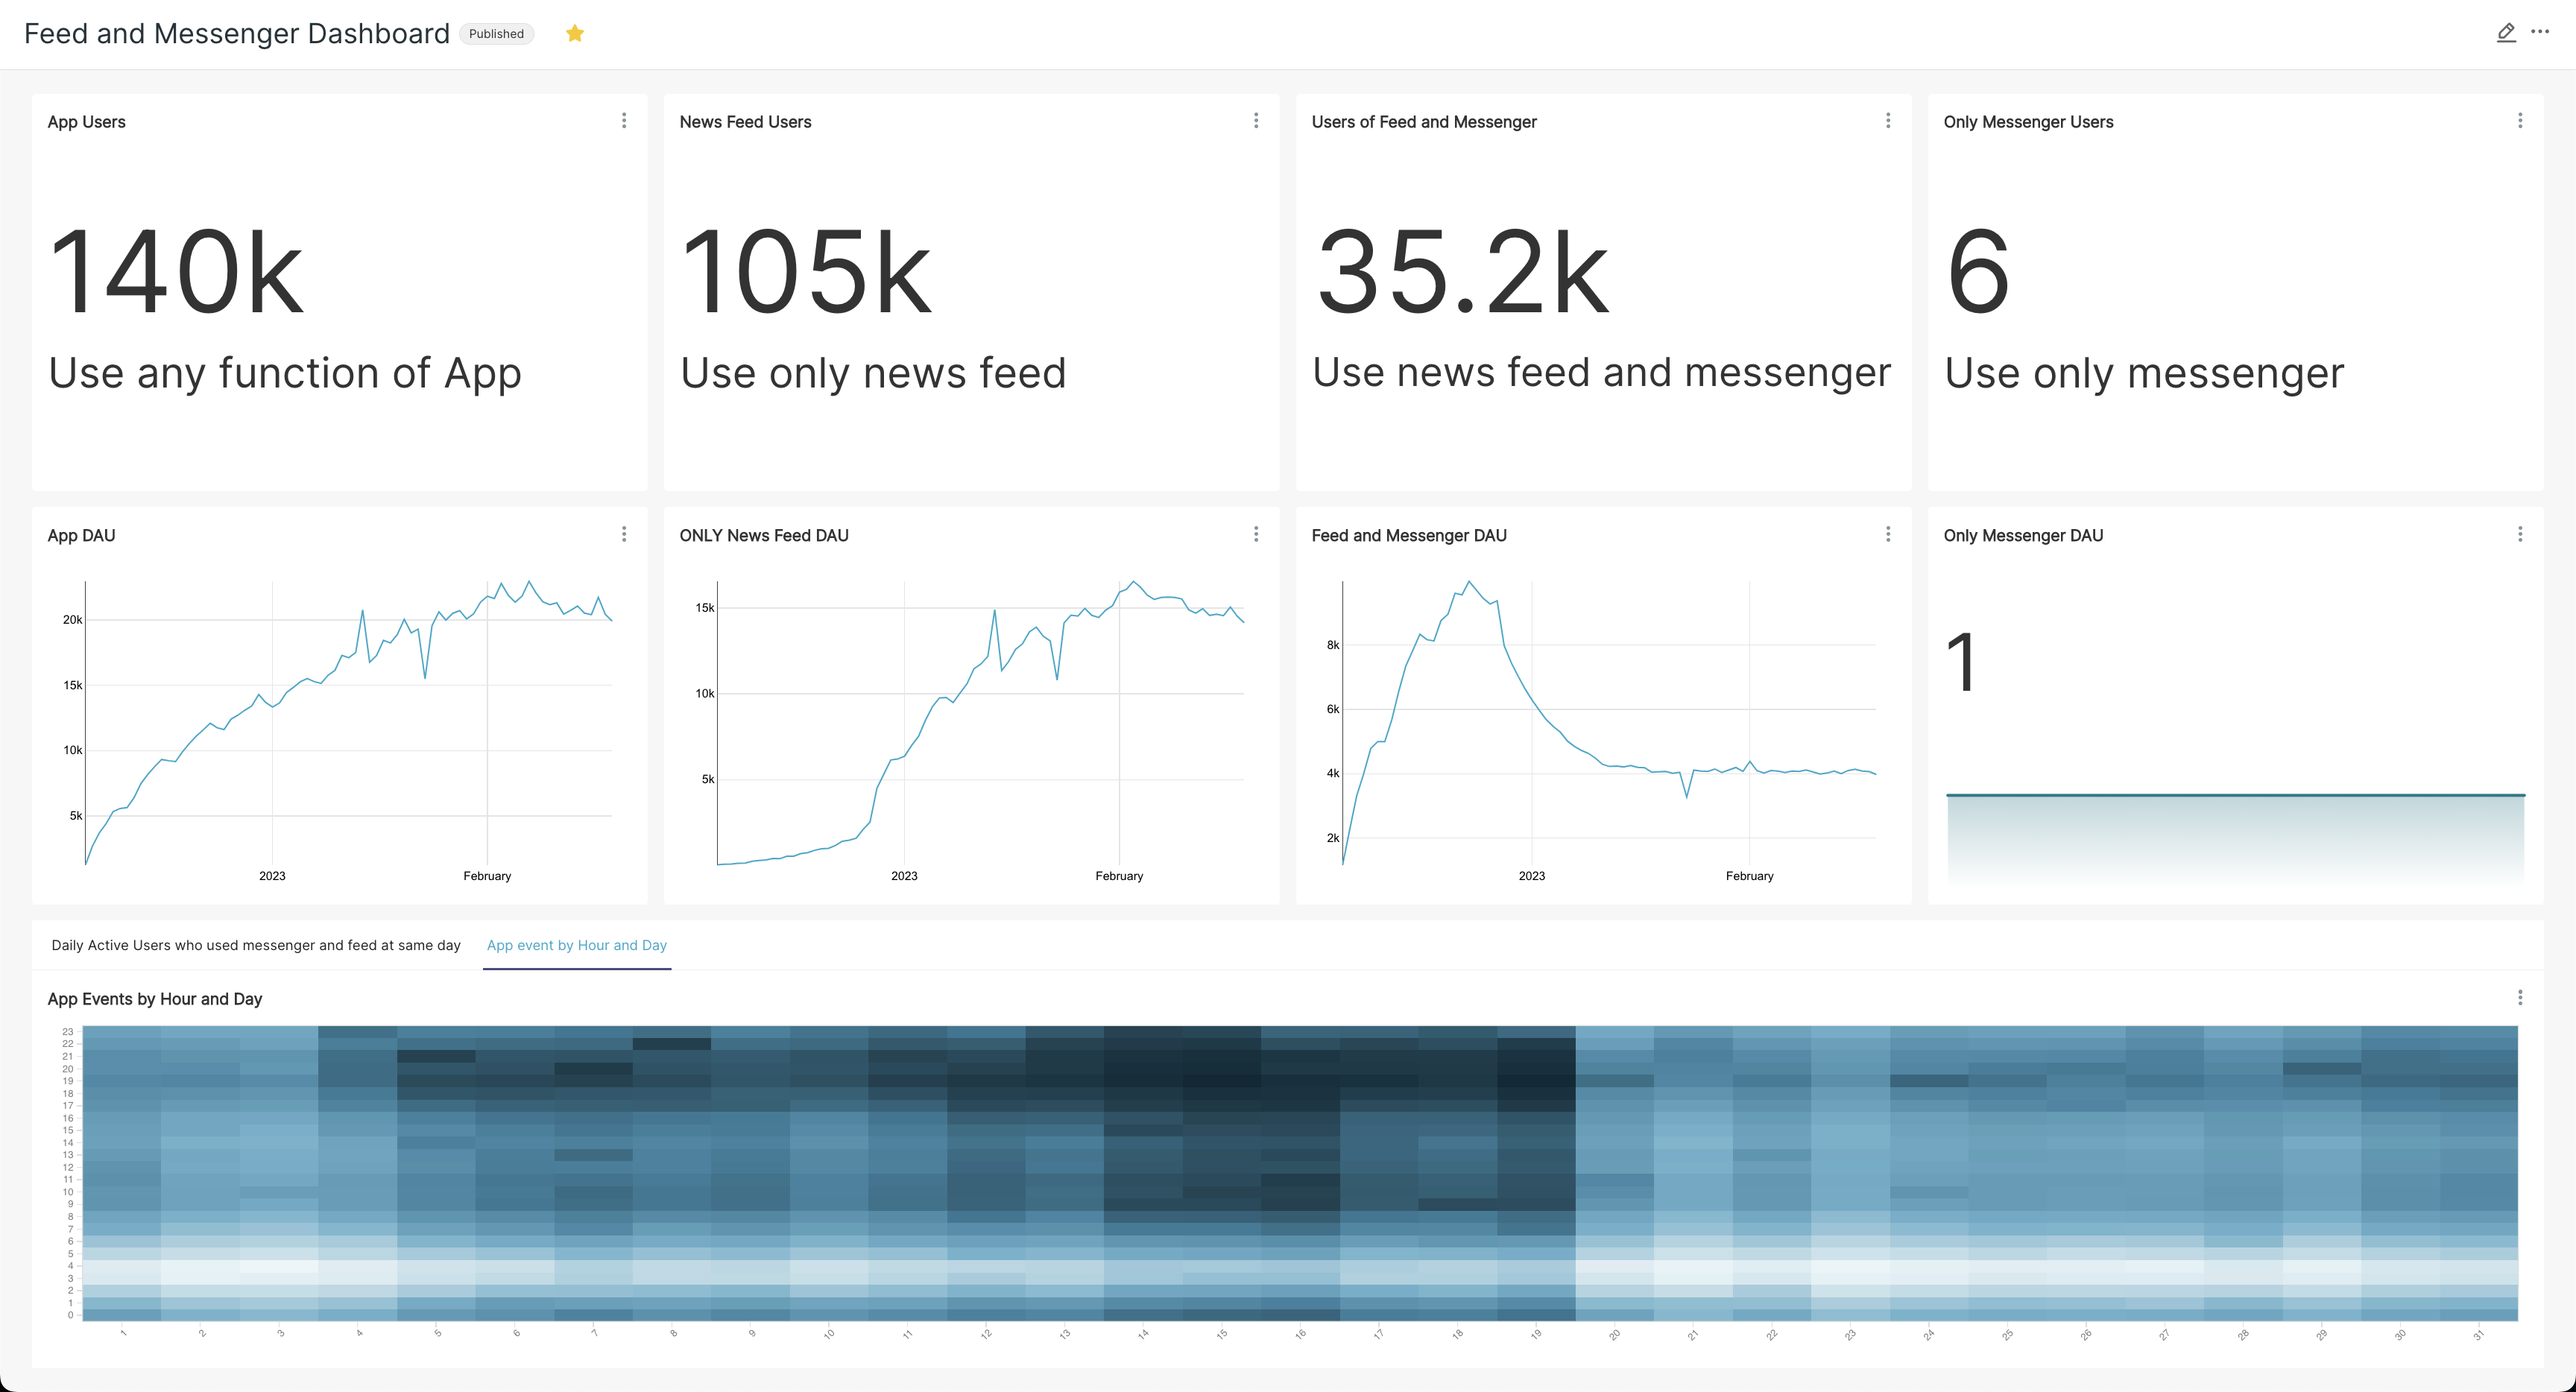 Feed and Messenger Dashboard
Published
App Users
140k
Use any function of App
News Feed Users
105k
Use only news feed
Users of Feed and Messenger
35.2k
Use news feed and messenger
Only Messenger Users
6
Use only messenger
App DAU
20k
15k
10k
5k
2023 February
ONLY News Feed DAU
15k
10k
5k
2023 February
Feed and Messenger DAU
8k
6k
4k
2k
2023 February
Only Messenger DAU
1
Daily Active Users who used messenger and feed at same day App event by Hour and Day
App Events by Hour and Day
23
22
21
20
19
18
17
16
15
14
13
12
11
10
9
8
7
6
5
4
3
2
1
0
1 2 3 4 5 6 7 8 9 10 11 12 13 14 15 16 17 18 19 20 21 22 23 24 25 26 27 28 29 30 31